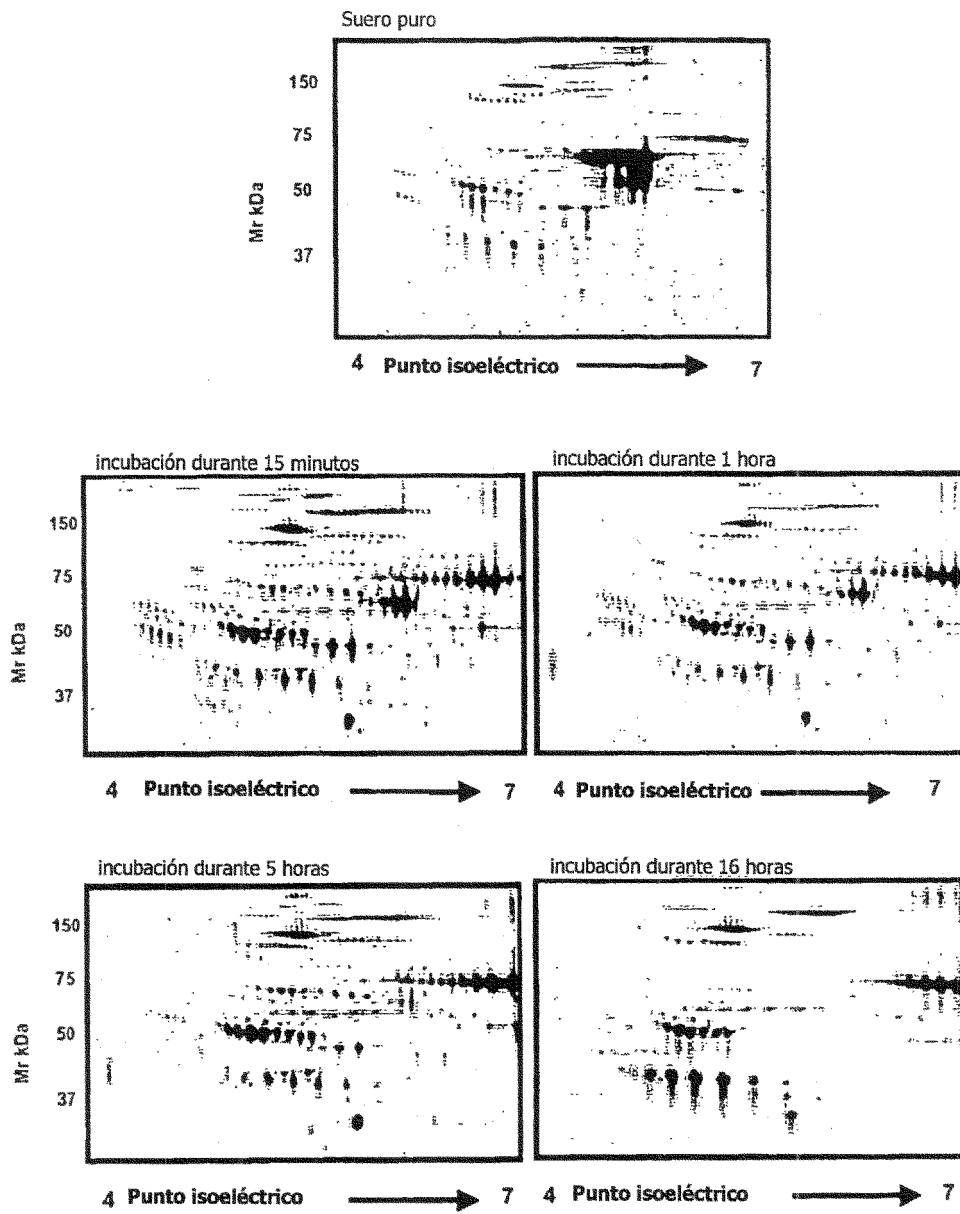 Suero puro
150
75
50
37
Mr kDa
4 Punto isoeléctrico 7
incubación durante 15 minutos
incubación durante 1 hora
150
75
50
37
Mr kDa
4 Punto isoeléctrico 7
4 Punto isoeléctrico 7
incubación durante 5 horas
incubación durante 16 horas
150
75
50
37
Mr kDa
4 Punto isoeléctrico 7
4 Punto isoeléctrico 7